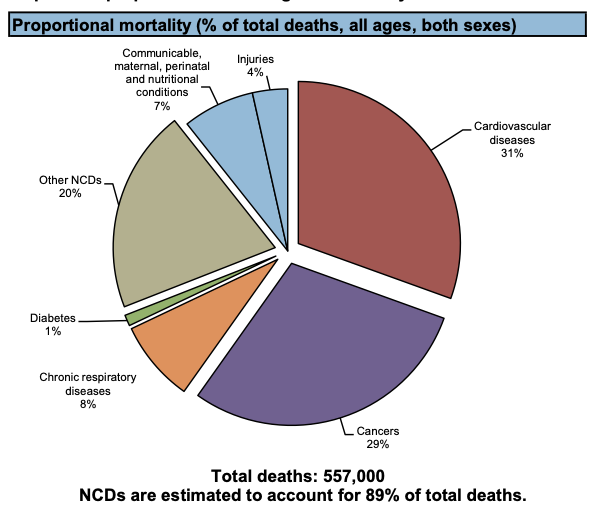 Proportional mortality (% of total deaths, all ages, both sexes)
Communicable,
maternal, perinatal
and nutritional
conditions
7%
Injuries
4%
Cardiovascular
diseases
31%
Other NCDs
20%
Diabetes
1%
Chronic respiratory
diseases
8%
Cancers
29%
Total deaths: 557,000
NCDs are estimated to account for 89% of total deaths.